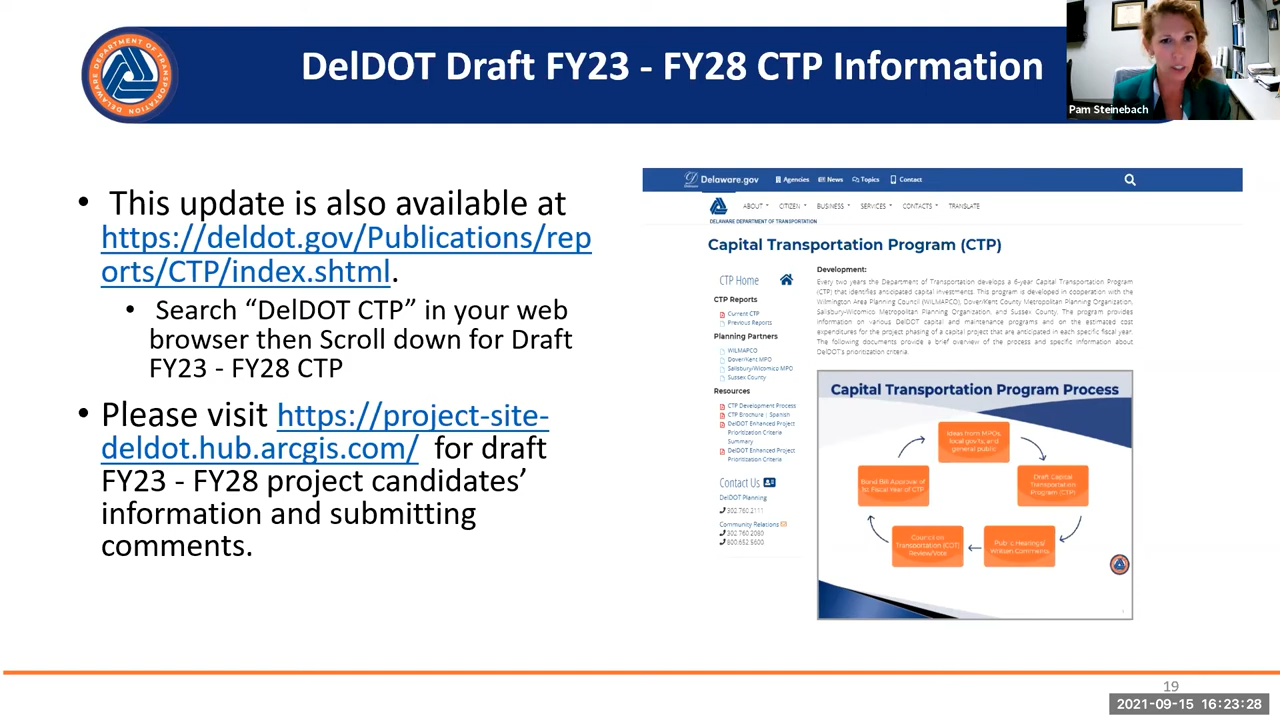 DelDOT Draft FY23 - FY28 CTP Information
DELAWARE DEPARTMENT OF TRANSPORTATION
Pam Steinebach
• This update is also available at
https://deldot.gov/Publications/rep
orts/CTP/index.shtml.
• Search “DelDOT CTP” in your web
browser then Scroll down for Draft
FY23 - FY28 CTP
• Please visit https://project-site-
deldot.hub.arcgis.com/ for draft
FY23 - FY28 project candidates’
information and submitting
comments.
Delaware.gov Agencies News Topics Contact
ABOUT CITIZEN BUSINESS SERVICES CONTACTS TRANSLATE
DELAWARE DEPARTMENT OF TRANSPORTATION
Capital Transportation Program (CTP)
CTP Home
CTP Reports
Current CTP
Previous Reports
Planning Partners
WILMAPCO
Dover/Kent MPO
Salisbury/Wicomico MPO
Sussex County
Resources
CTP Development Process
CTP Brochure | Spanish
DelDOT Enhanced Project
Prioritization Criteria
Summary
DelDOT Enhanced Project
Prioritization Criteria
Contact Us
DelDOT Planning
302.760.2111
Community Relations
302.760.2080
800.652.5600
Development:
Every two years the Department of Transportation develops a 6-year Capital Transportation Program
(CTP) that identifies anticipated capital investments. This program is developed in cooperation with the
Wilmington Area Planning Council (WILMAPCO), Dover/Kent County Metropolitan Planning Organization,
Salisbury-Wicomico Metropolitan Planning Organization, and Sussex County. The program provides
information on various DelDOT capital and maintenance programs and on the estimated cost
expenditures for the project phasing of a capital project that are anticipated in each specific fiscal year.
The following documents provide a brief overview of the process and specific information about
DelDOT's prioritization criteria.
Capital Transportation Program Process
Ideas from MPOs,
local gov'ts, and
general public
Draft Capital
Transportation
Program (CTP)
Public Hearings/
Written Comments
Council on
Transportation (COT)
Review/Vote
Bond Bill Approval of
1st Fiscal Year of CTP
19
2021-09-15 16:23:28